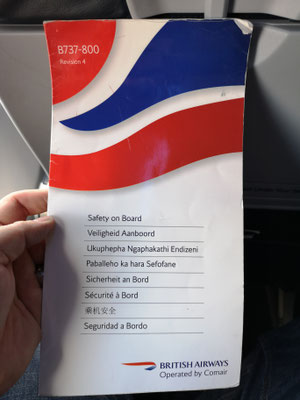 B737-800
Revision 4
Safety on Board
Veiligheid Aanboord
Ukuphepha Ngaphakathi Endizeni
Paballeho ka hara Sefofane
Sicherheit an Bord
Sécurité à Bord
乘机安全
Seguridad a Bordo
BRITISH AIRWAYS
Operated by Comair